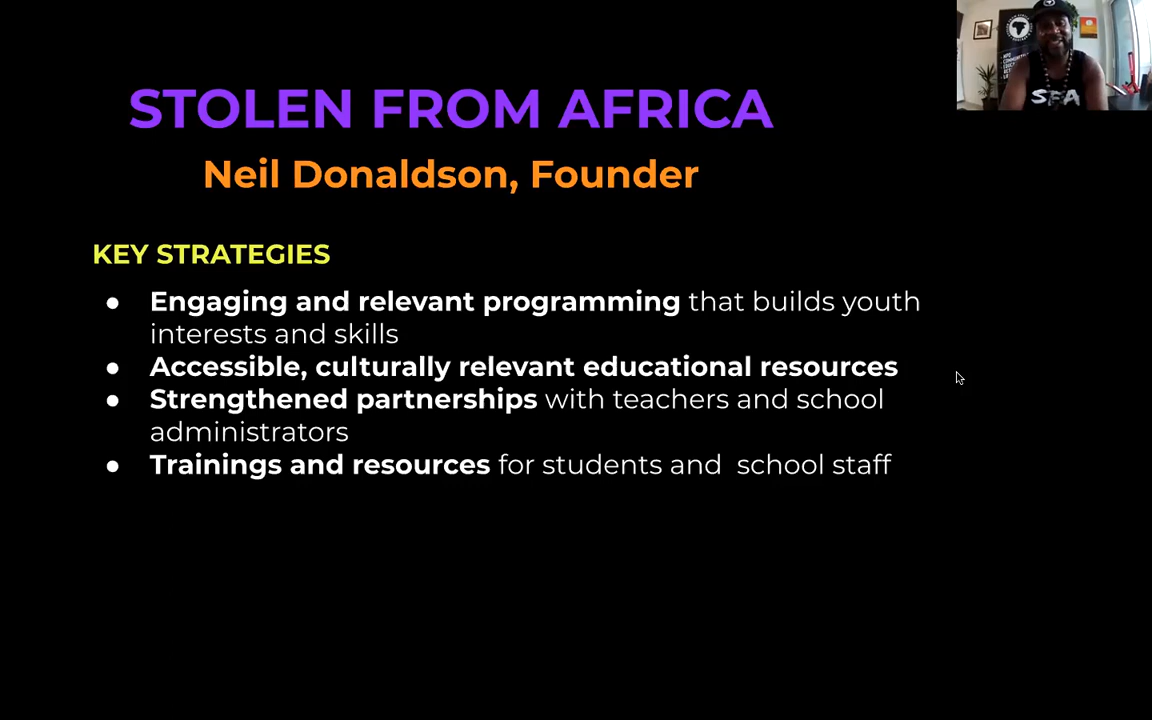 STOLEN FROM AFRICA
Neil Donaldson, Founder
KEY STRATEGIES
● Engaging and relevant programming that builds youth
interests and skills
● Accessible, culturally relevant educational resources
● Strengthened partnerships with teachers and school
administrators
● Trainings and resources for students and  school staff
SFA